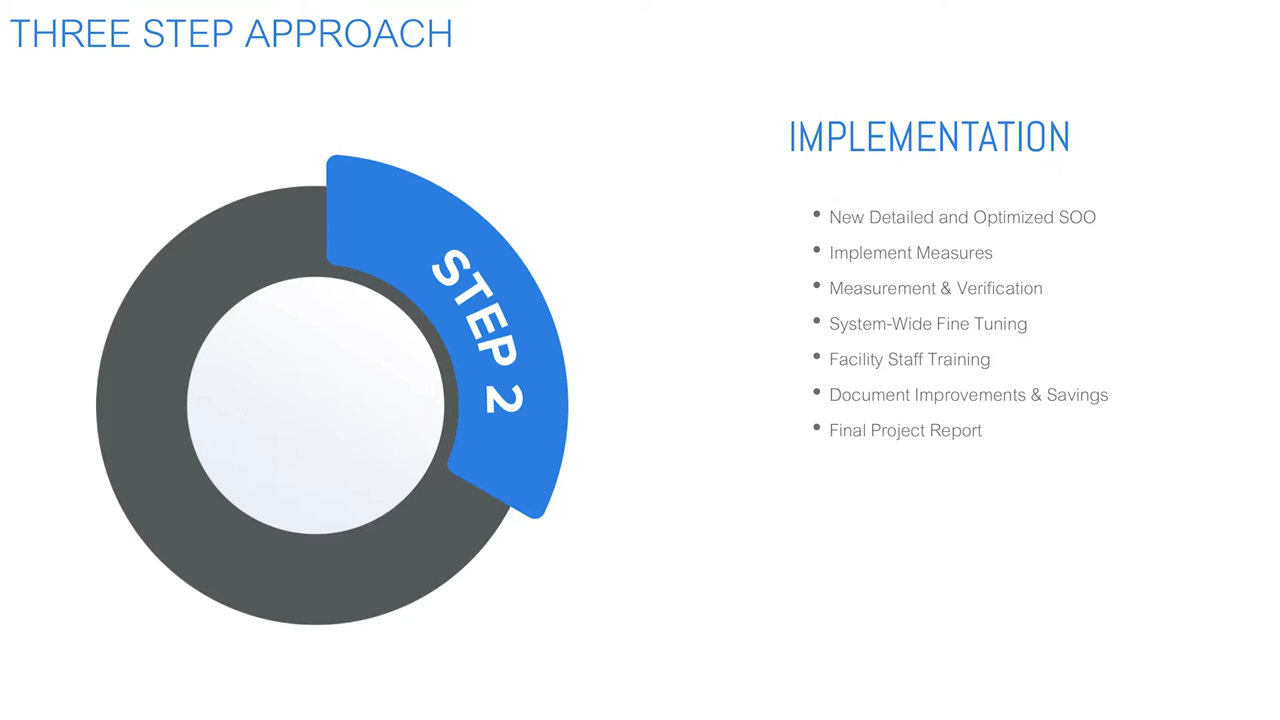 THREE STEP APPROACH
STEP 2
IMPLEMENTATION
• New Detailed and Optimized SOO
• Implement Measures
• Measurement & Verification
• System-Wide Fine Tuning
• Facility Staff Training
• Document Improvements & Savings
• Final Project Report